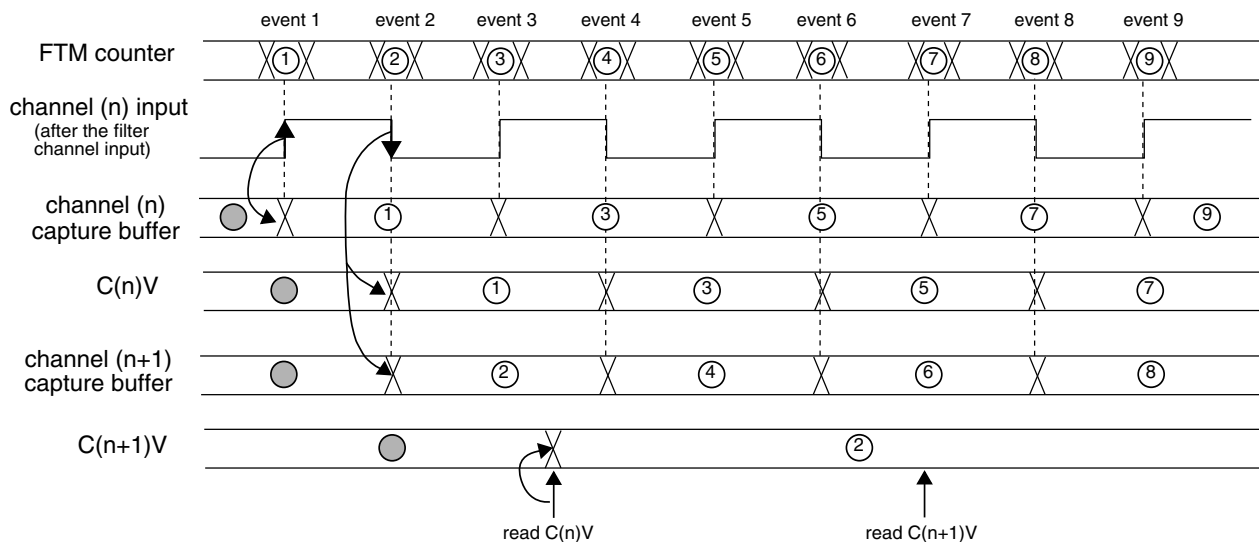 event 1 event 2 event 3 event 4 event 5 event 6 event 7 event 8 event 9
FTM counter 1 2 3 4 5 6 7 8 9
channel (n) input
(after the filter
channel input)
channel (n)
capture buffer 1 3 5 7 9
C(n)V 1 3 5 7
channel (n+1)
capture buffer 2 4 6 8
C(n+1)V 2
read C(n)V read C(n+1)V